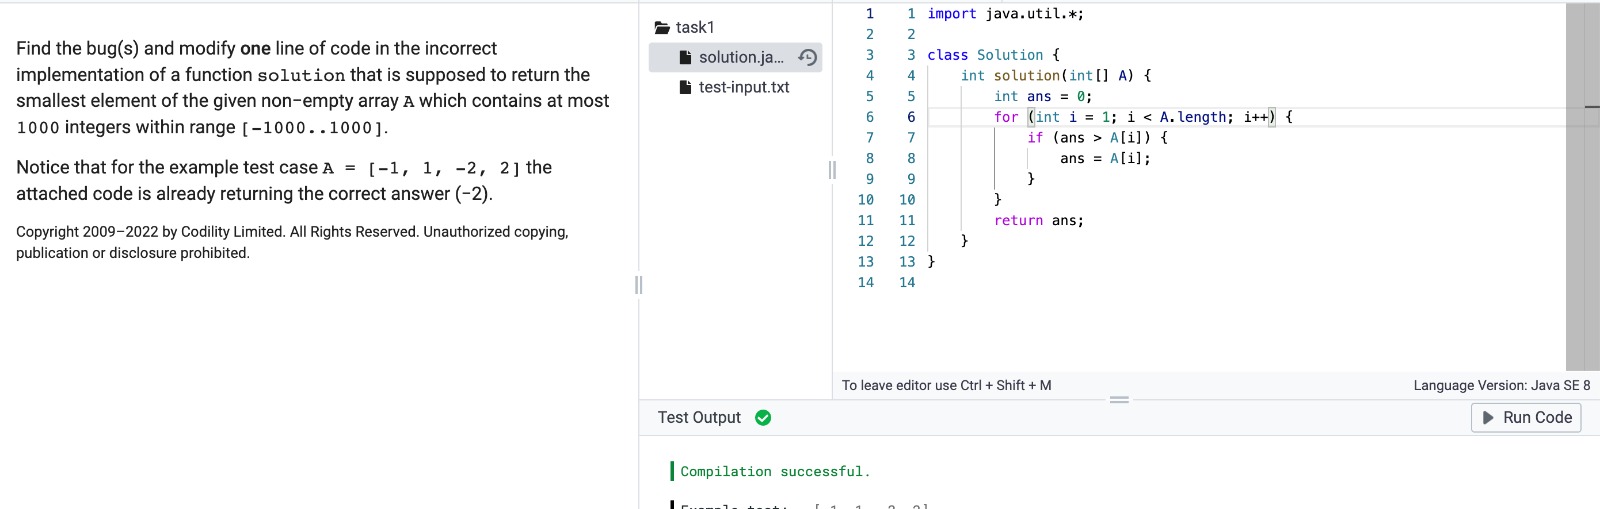 Find the bug(s) and modify one line of code in the incorrect
implementation of a function solution that is supposed to return the
smallest element of the given non-empty array A which contains at most
1000 integers within range [-1000..1000].
Notice that for the example test case A = [-1, 1, -2, 2] the
attached code is already returning the correct answer (-2).
Copyright 2009–2022 by Codility Limited. All Rights Reserved. Unauthorized copying,
publication or disclosure prohibited.
task1
solution.ja...
test-input.txt
1 1 import java.util.*;
2 2
3 3 class Solution {
4 4 int solution(int[] A) {
5 5 int ans = 0;
6 6 for (int i = 1; i < A.length; i++) {
7 7 if (ans > A[i]) {
8 8 ans = A[i];
9 9 }
10 10 }
11 11 return ans;
12 12 }
13 13 }
14 14
To leave editor use Ctrl + Shift + M
Language Version: Java SE 8
Test Output
Run Code
Compilation successful.